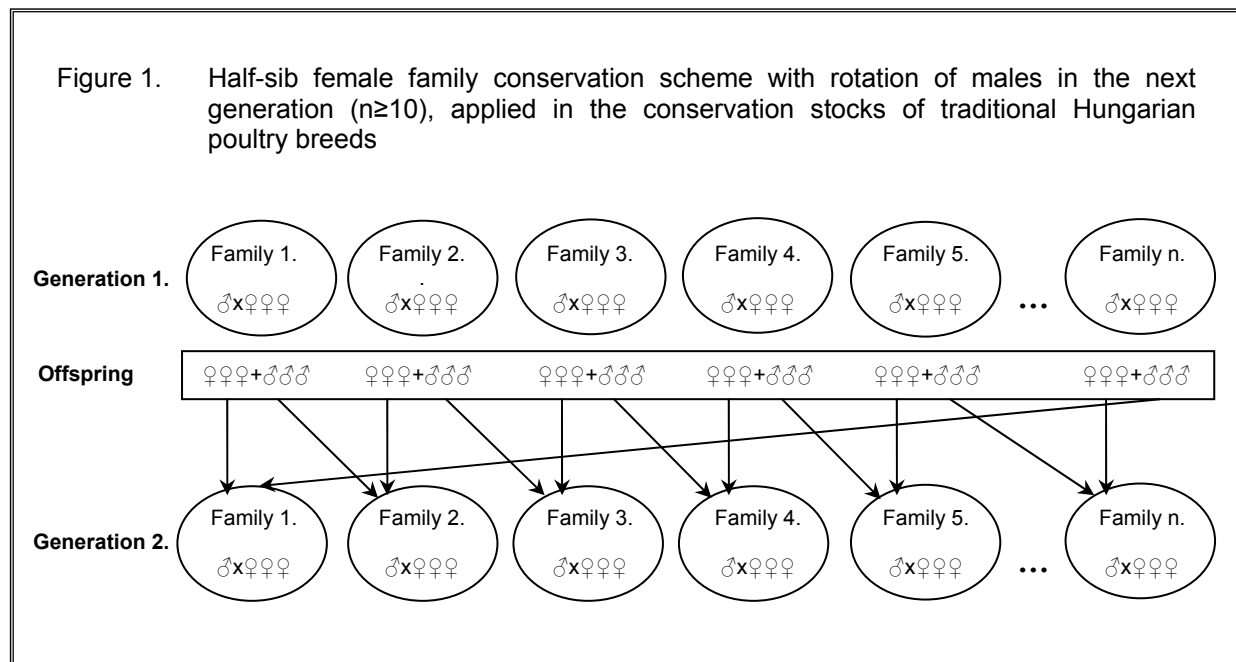 Figure 1. Half-sib female family conservation scheme with rotation of males in the next
generation (n≥10), applied in the conservation stocks of traditional Hungarian
poultry breeds
Family 1. Family 2. Family 3. Family 4. Family 5. Family n.
.
Generation 1.
♂x♀♀♀ ♂x♀♀♀ ♂x♀♀♀ ♂x♀♀♀ ♂x♀♀♀ ... ♂x♀♀♀
Offspring ♀♀♀+♂♂♂ ♀♀♀+♂♂♂ ♀♀♀+♂♂♂ ♀♀♀+♂♂♂ ♀♀♀+♂♂♂ ♀♀♀+♂♂♂
Family 1. Family 2. Family 3. Family 4. Family 5. Family n.
Generation 2.
♂x♀♀♀ ♂x♀♀♀ ♂x♀♀♀ ♂x♀♀♀ ♂x♀♀♀ ... ♂x♀♀♀